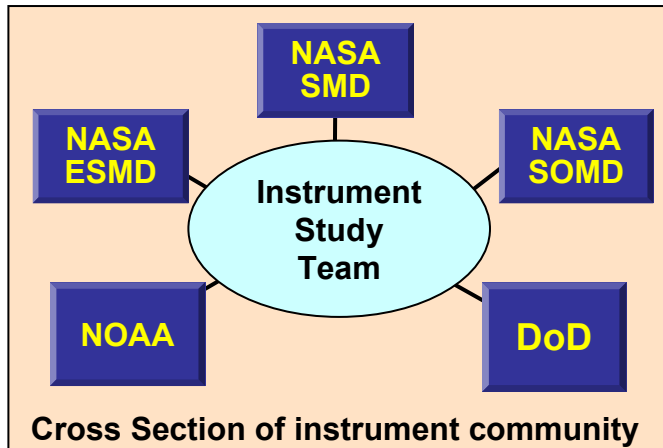 NASA
SMD
NASA
ESMD
NASA
SOMD
Instrument
Study
Team
NOAA
DoD
Cross Section of instrument community